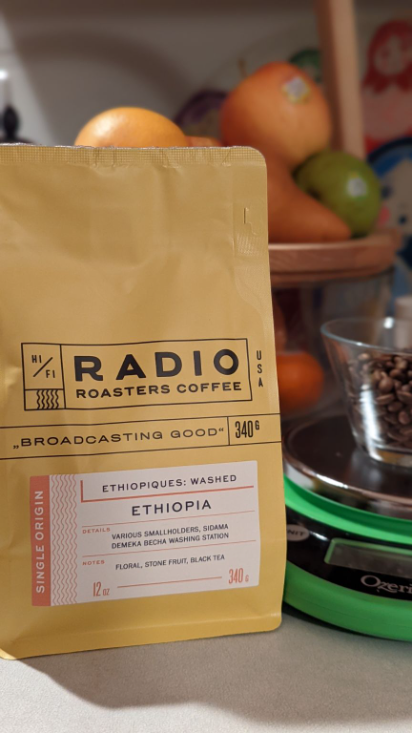 HI/FI
RADIO
ROASTERS COFFEE
USA
„BROADCASTING GOOD"
340G
SINGLE ORIGIN
ETHIOPIQUES: WASHED
ETHIOPIA
DETAILS
VARIOUS SMALLHOLDERS, SIDAMA
DEMEKA BECHA WASHING STATION
NOTES
FLORAL, STONE FRUIT, BLACK TEA
12 oz
340 g
Ozeri